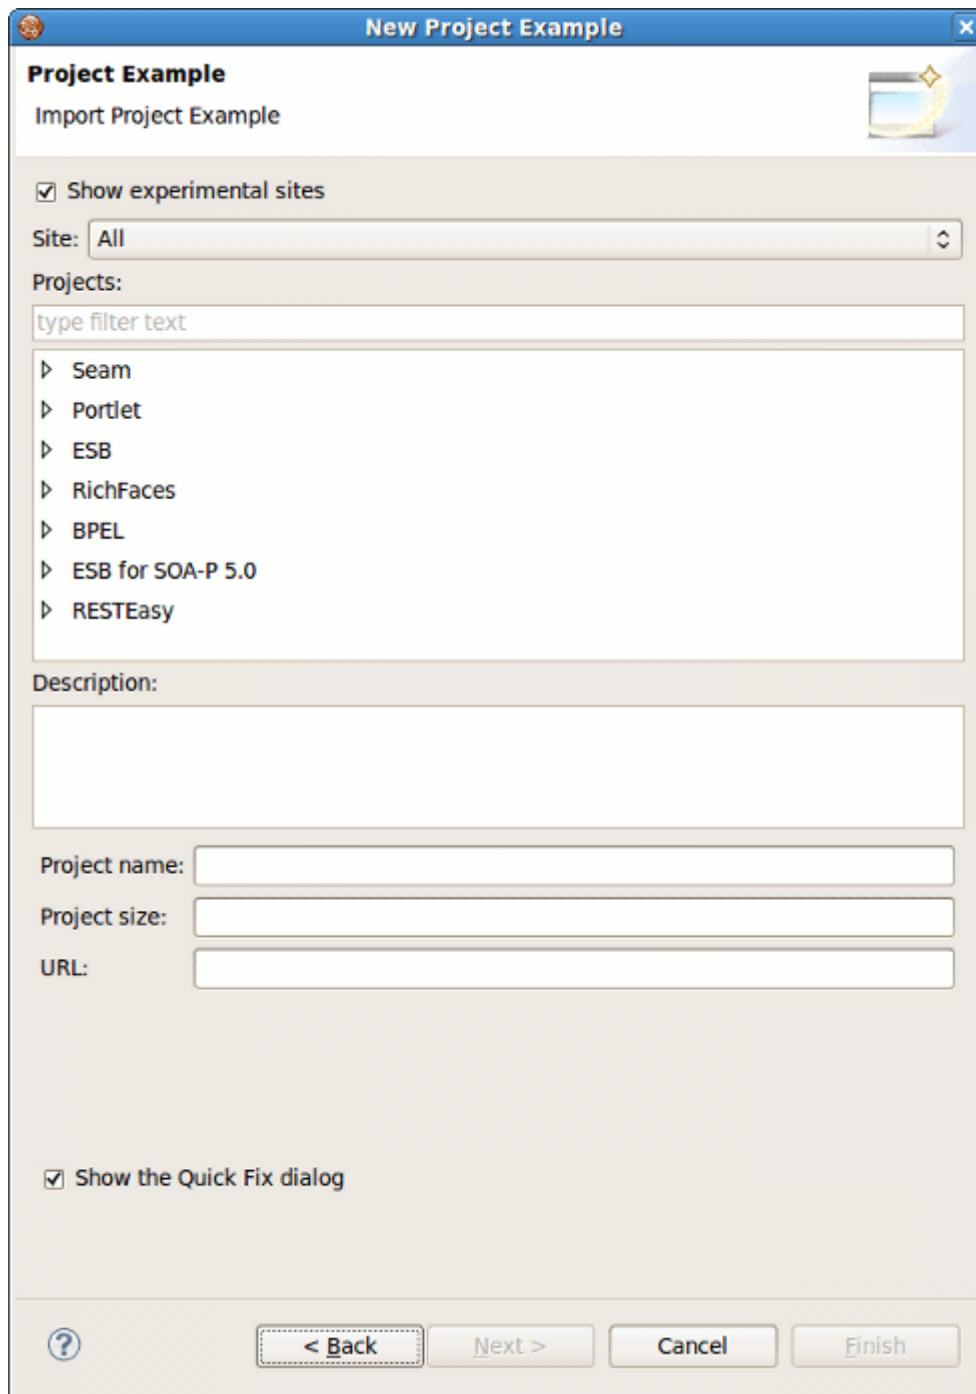 New Project Example
Project Example
Import Project Example
Show experimental sites
Site: All
Projects:
type filter text
Seam
Portlet
ESB
RichFaces
BPEL
ESB for SOA-P 5.0
RESTEasy
Description:
Project name:
Project size:
URL:
Show the Quick Fix dialog
? < Back Next > Cancel Finish